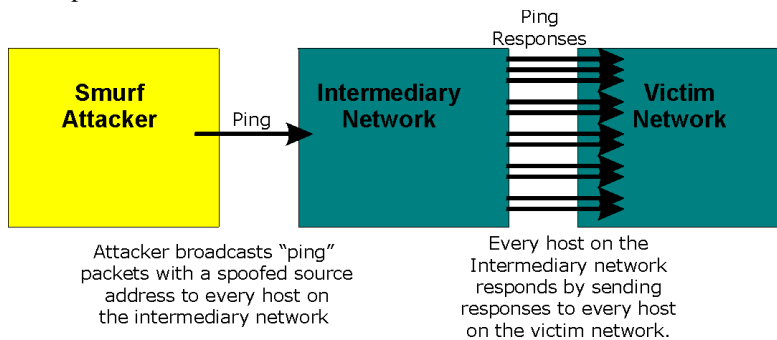 Ping
Responses
Smurf
Attacker
Ping
Intermediary
Network
Victim
Network
Attacker broadcasts “ping”
packets with a spoofed source
address to every host on
the intermediary network
Every host on the
Intermediary network
responds by sending
responses to every host
on the victim network.